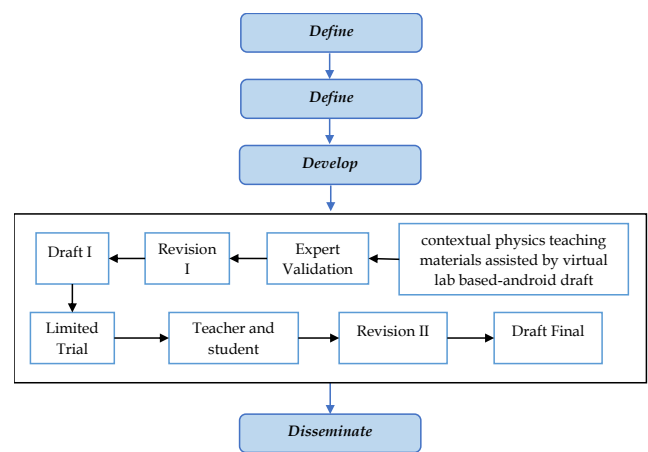 Define
Define
Develop
contextual physics teaching
materials assisted by virtual
lab based-android draft
Expert
Validation
Revision
I
Draft I
Limited
Trial
Teacher and
student
Revision II
Draft Final
Disseminate